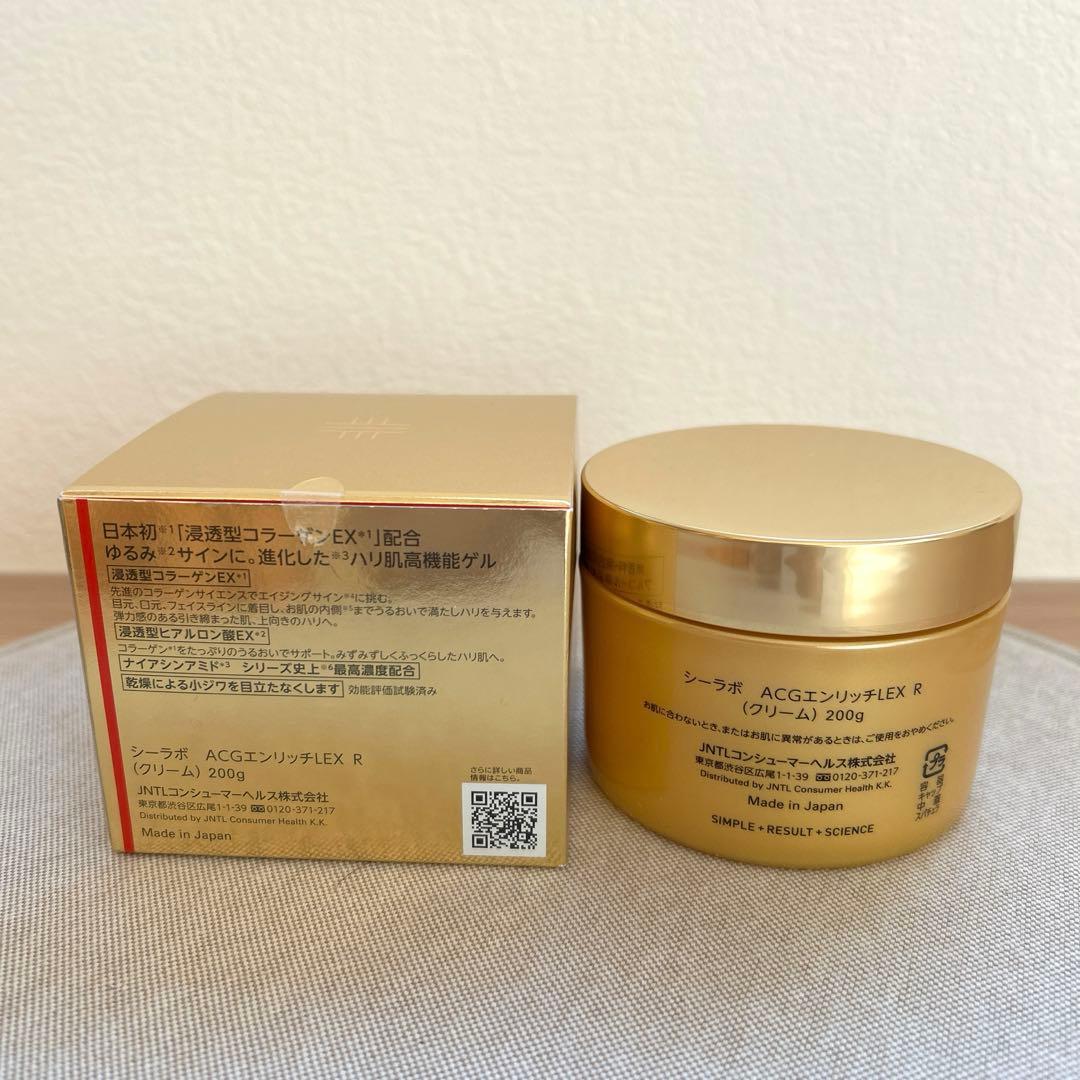 日本初※1「浸透型コラーゲンEX※1」配合
ゆるみ※2サインに。進化した※3ハリ肌高機能ゲル
浸透型コラーゲンEX※1
先進のコラーゲンサイエンスでエイジングサイン※4に挑む。
目元、口元、フェイスラインに着目し、お肌の内側※5までうるおいで満たしハリを与えます。
弾力感のある引き締まった肌、上向きのハリへ。
浸透型ヒアルロン酸EX※2
コラーゲン※1をたっぷりのうるおいでサポート。みずみずしくふっくらしたハリ肌へ。
ナイアシンアミド※3 シリーズ史上※6最高濃度配合
乾燥による小ジワを目立たなくします 効能評価試験済み
シーラボ ACGエンリッチLEX R
(クリーム) 200g
JNTLコンシューマーヘルス株式会社
東京都渋谷区広尾1-1-39 0120-371-217
Distributed by JNTL Consumer Health K.K.
Made in Japan
さらに詳しい商品
情報はこちら。
シーラボ ACGエンリッチLEX R
(クリーム) 200g
お肌に合わないとき、またはお肌に異常があるときは、ご使用をおやめください。
JNTLコンシューマーヘルス株式会社
東京都渋谷区広尾1-1-39 0120-371-217
Distributed by JNTL Consumer Health K.K.
Made in Japan
SIMPLE+RESULT+SCIENCE
プラ